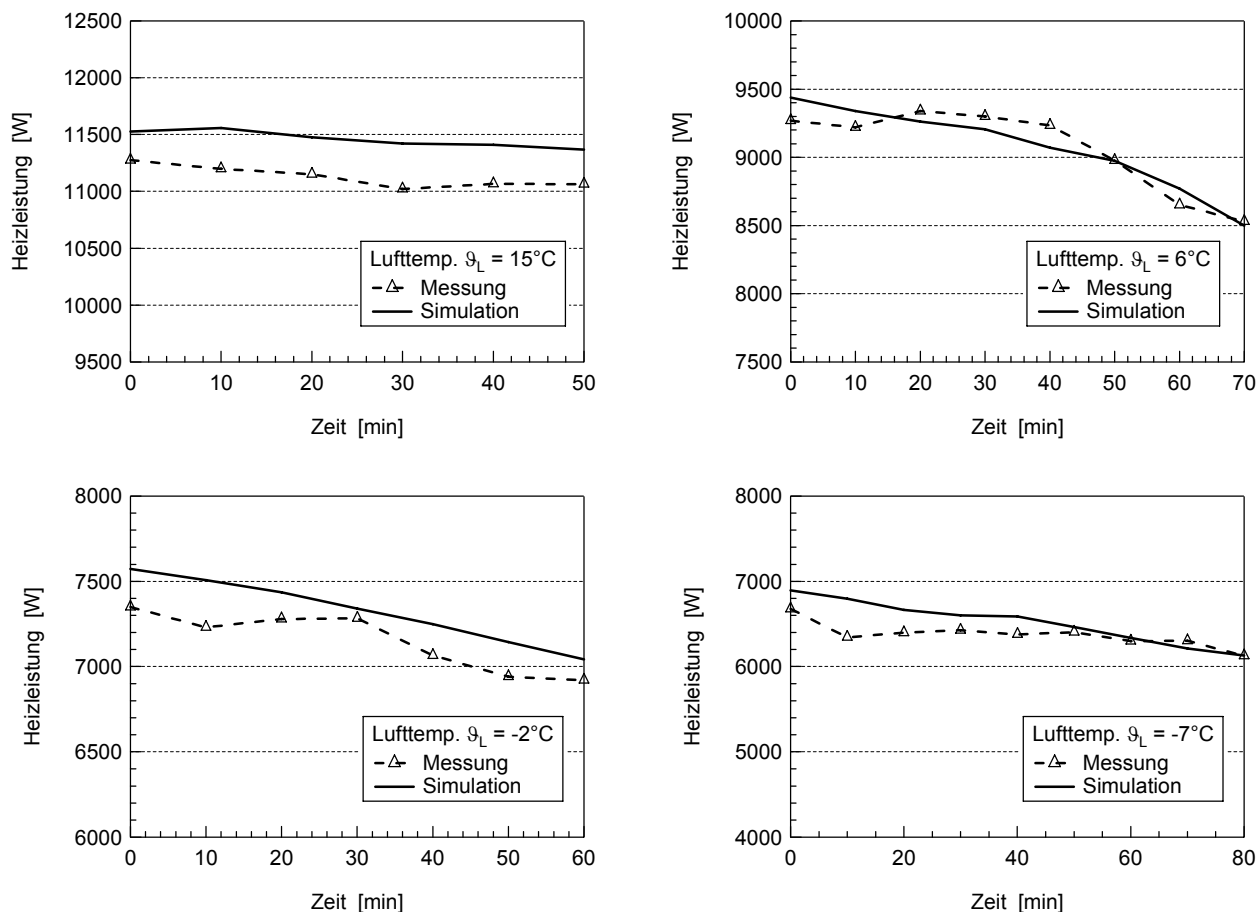 Heizleistung [W]
12500
12000
11500
11000
10500
10000
9500
0 10 20 30 40 50
Zeit [min]
Lufttemp. ϑL = 15°C
Messung
Simulation
Heizleistung [W]
10000
9500
9000
8500
8000
7500
0 10 20 30 40 50 60 70
Zeit [min]
Lufttemp. ϑL = 6°C
Messung
Simulation
Heizleistung [W]
8000
7500
7000
6500
6000
0 10 20 30 40 50 60
Zeit [min]
Lufttemp. ϑL = -2°C
Messung
Simulation
Heizleistung [W]
8000
7000
6000
5000
4000
0 20 40 60 80
Zeit [min]
Lufttemp. ϑL = -7°C
Messung
Simulation